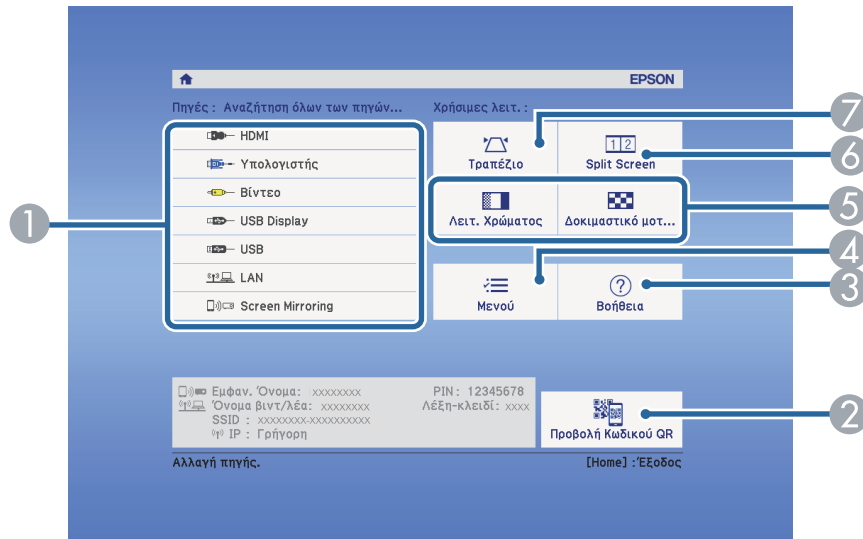 EPSON
Πηγές : Αναζήτηση όλων των πηγών...
HDMI
Υπολογιστής
Βίντεο
USB Display
USB
LAN
Screen Mirroring
Χρήσιμες λειτ. :
Τραπέζιο
1 2
Split Screen
Λειτ. Χρώματος
Δοκιμαστικό μοτ...
Μενού
?
Βοήθεια
Εμφαν. Όνομα: xxxxxxxx
Όνομα βιντ/λέα: xxxxxxxx
SSID : xxxxxxxx-xxxxxxxxxx
IP : Γρήγορη
PIN : 12345678
Λέξη-κλειδί: xxxx
Προβολή Κωδικού QR
Αλλαγή πηγής.
[Home] :Έξοδος
1
7
6
5
4
3
2